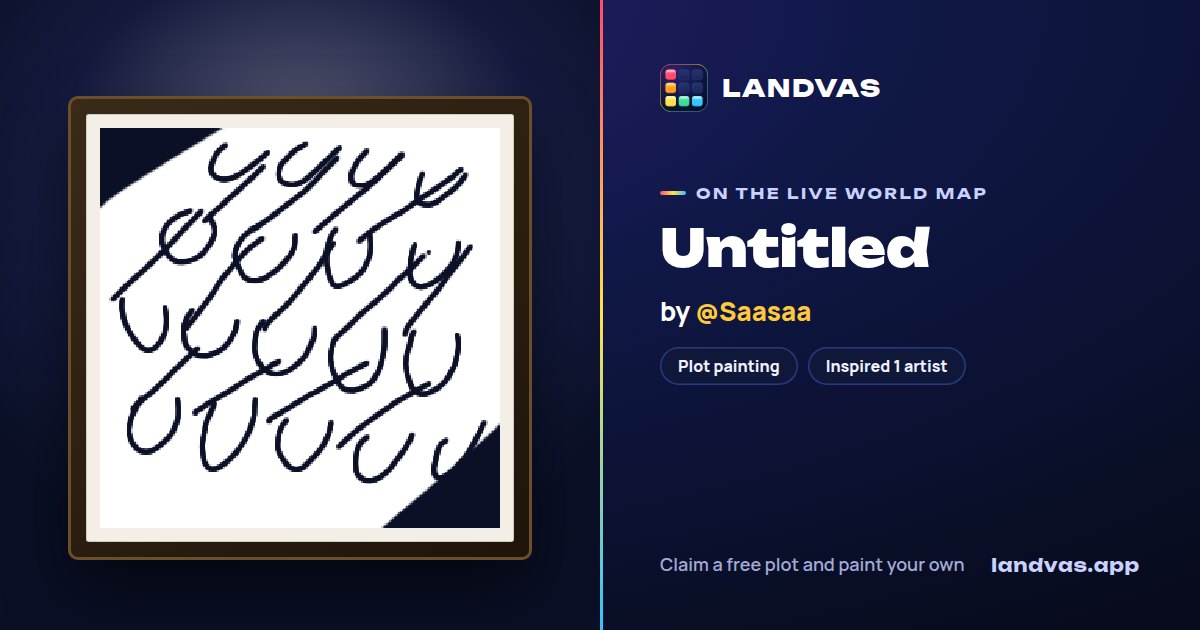 LANDVAS
ON THE LIVE WORLD MAP
Untitled
by @Saasaa
Plot painting
Inspired 1 artist
Claim a free plot and paint your own
landvas.app